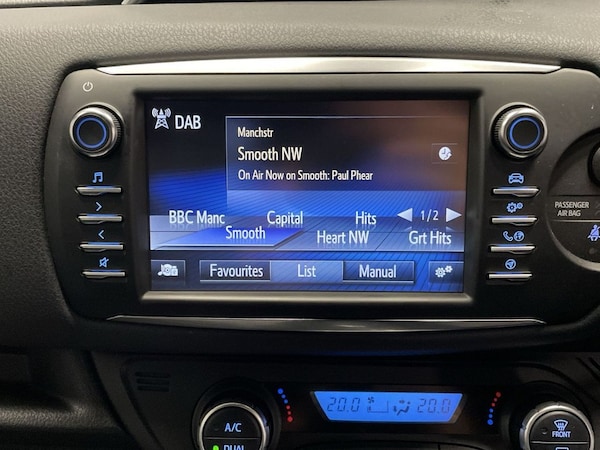 DAB
Manchstr
Smooth NW
On Air Now on Smooth: Paul Phear
BBC Manc Capital Hits 1/2
Smooth Heart NW Grt Hits
Favourites List Manual
PASSENGER
AIR BAG
20.0 20.0
A/C
DUAL
FRONT